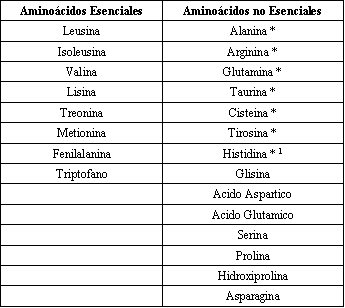 Aminoácidos Esenciales Aminoácidos no Esenciales
Leusina Alanina *
Isoleusina Arginina *
Valina Glutamina *
Lisina Taurina *
Treonina Cisteina *
Metionina Tirosina *
Fenilalanina Histidina * 1
Triptofano Glisina
Acido Aspartico
Acido Glutamico
Serina
Prolina
Hidroxiprolina
Asparagina